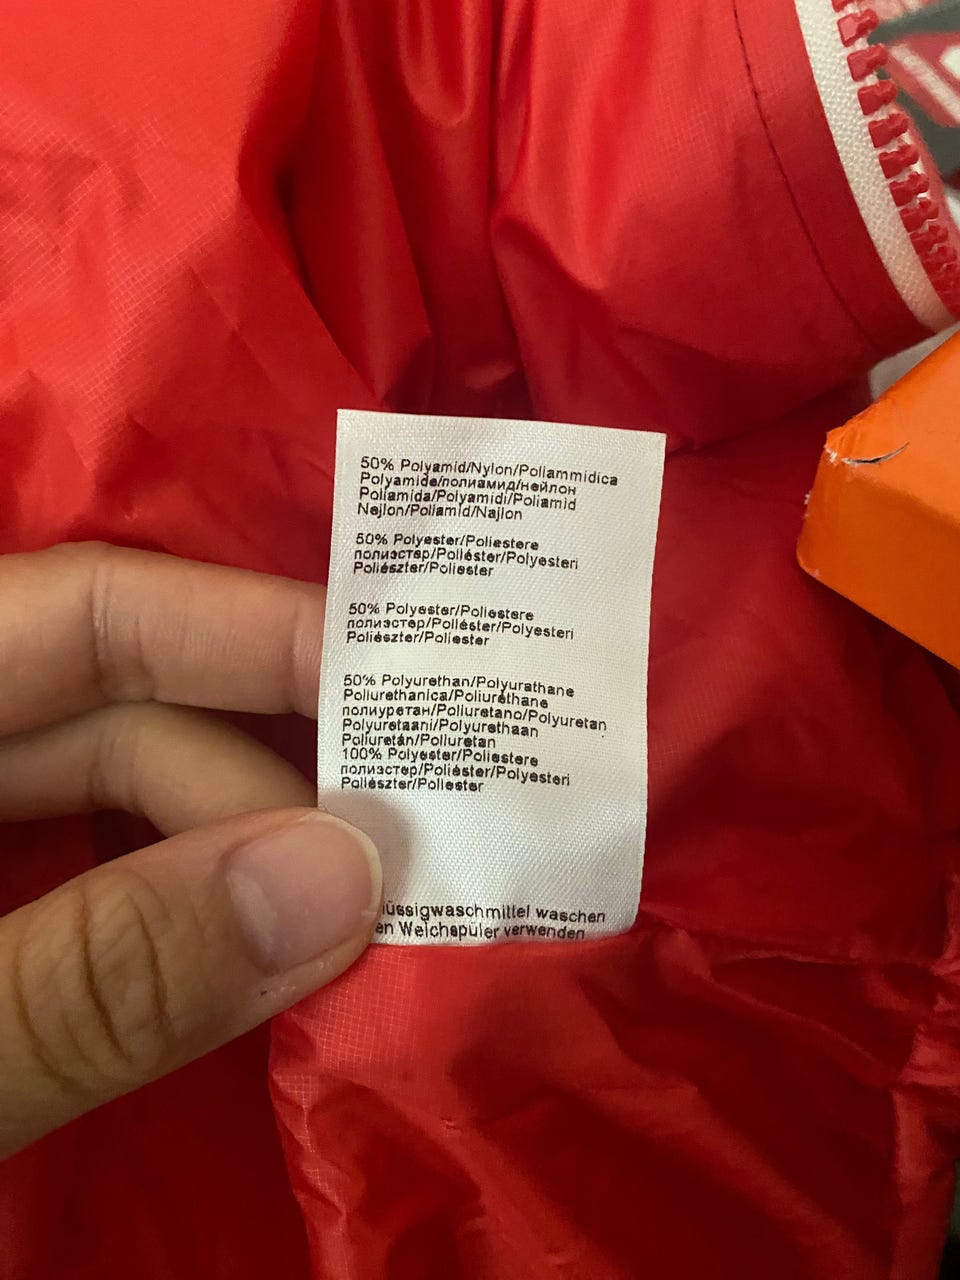 50% Polyamid/Nylon/Poliammidica
Polyamide/полиамид/нейлон
Poliamida/Polyamidi/Poliamid
Nejlon/Poliamid/Najlon
50% Polyester/Poliestere
полиэстер/Poliéster/Polyesteri
Poliészter/Poliester
50% Polyester/Poliestere
полиэстер/Poliéster/Polyesteri
Poliészter/Poliester
50% Polyurethan/Polyurathane
Poliurethanica/Poliuréthane
полиуретан/Poliuretano/Polyuretan
Polyuretaani/Polyurethaan
Poliuretán/Poliuretan
100% Polyester/Poliestere
полиэстер/Poliéster/Polyesteri
Poliészter/Poliester
üssigwaschmittel waschen
en Weichspüler verwenden